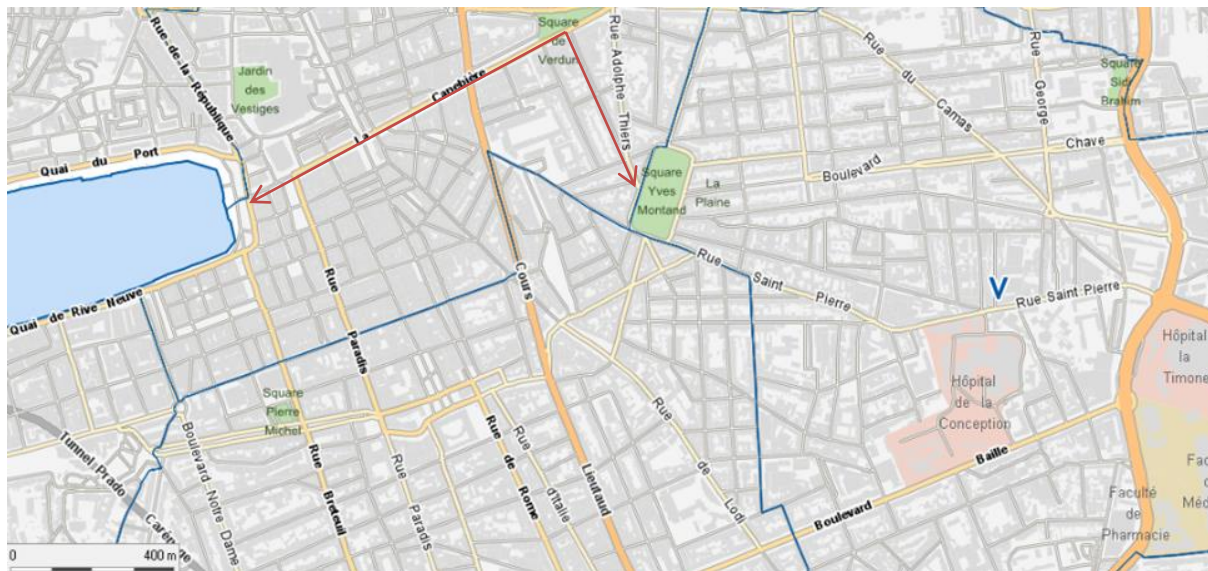 Rue-de-la-République
Jardin
des
Vestiges
Quai du Port
La Canebière
Square
de
Verdun
Rue Adolphe Thiers
Rue du Camas
Rue George
Square
Sidi
Brahim
Boulevard Chave
Square
Yves
Montand
La
Plaine
Rue Saint Pierre
V
Rue Saint Pierre
Quai de Rive Neuve
Cours Lieutaud
Rue Paradis
Rue Paradis
Square
Pierre
Michel
Rue Breteuil
Boulevard Notre Dame
Tunnel Prado Carénage
Rue de Rome
Rue d'Italie
Rue de Lodi
Boulevard Baille
Hôpital
de la
Conception
Hôpital
la
Timone
Faculté
de
Pharmacie
Fac
Méd
0 400 m